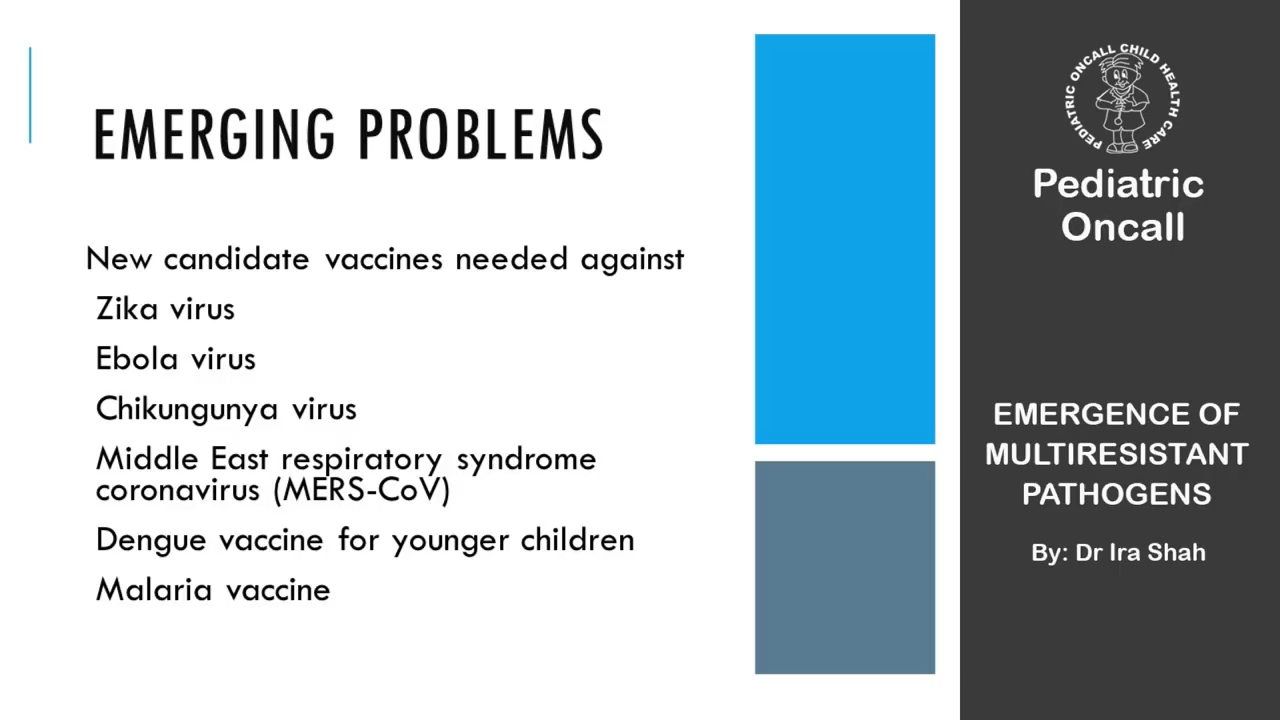 EMERGING PROBLEMS
New candidate vaccines needed against
Zika virus
Ebola virus
Chikungunya virus
Middle East respiratory syndrome
coronavirus (MERS-CoV)
Dengue vaccine for younger children
Malaria vaccine
PEDIATRIC ONCALL CHILD HEALTH CARE
Pediatric
Oncall
EMERGENCE OF
MULTIRESISTANT
PATHOGENS
By: Dr Ira Shah